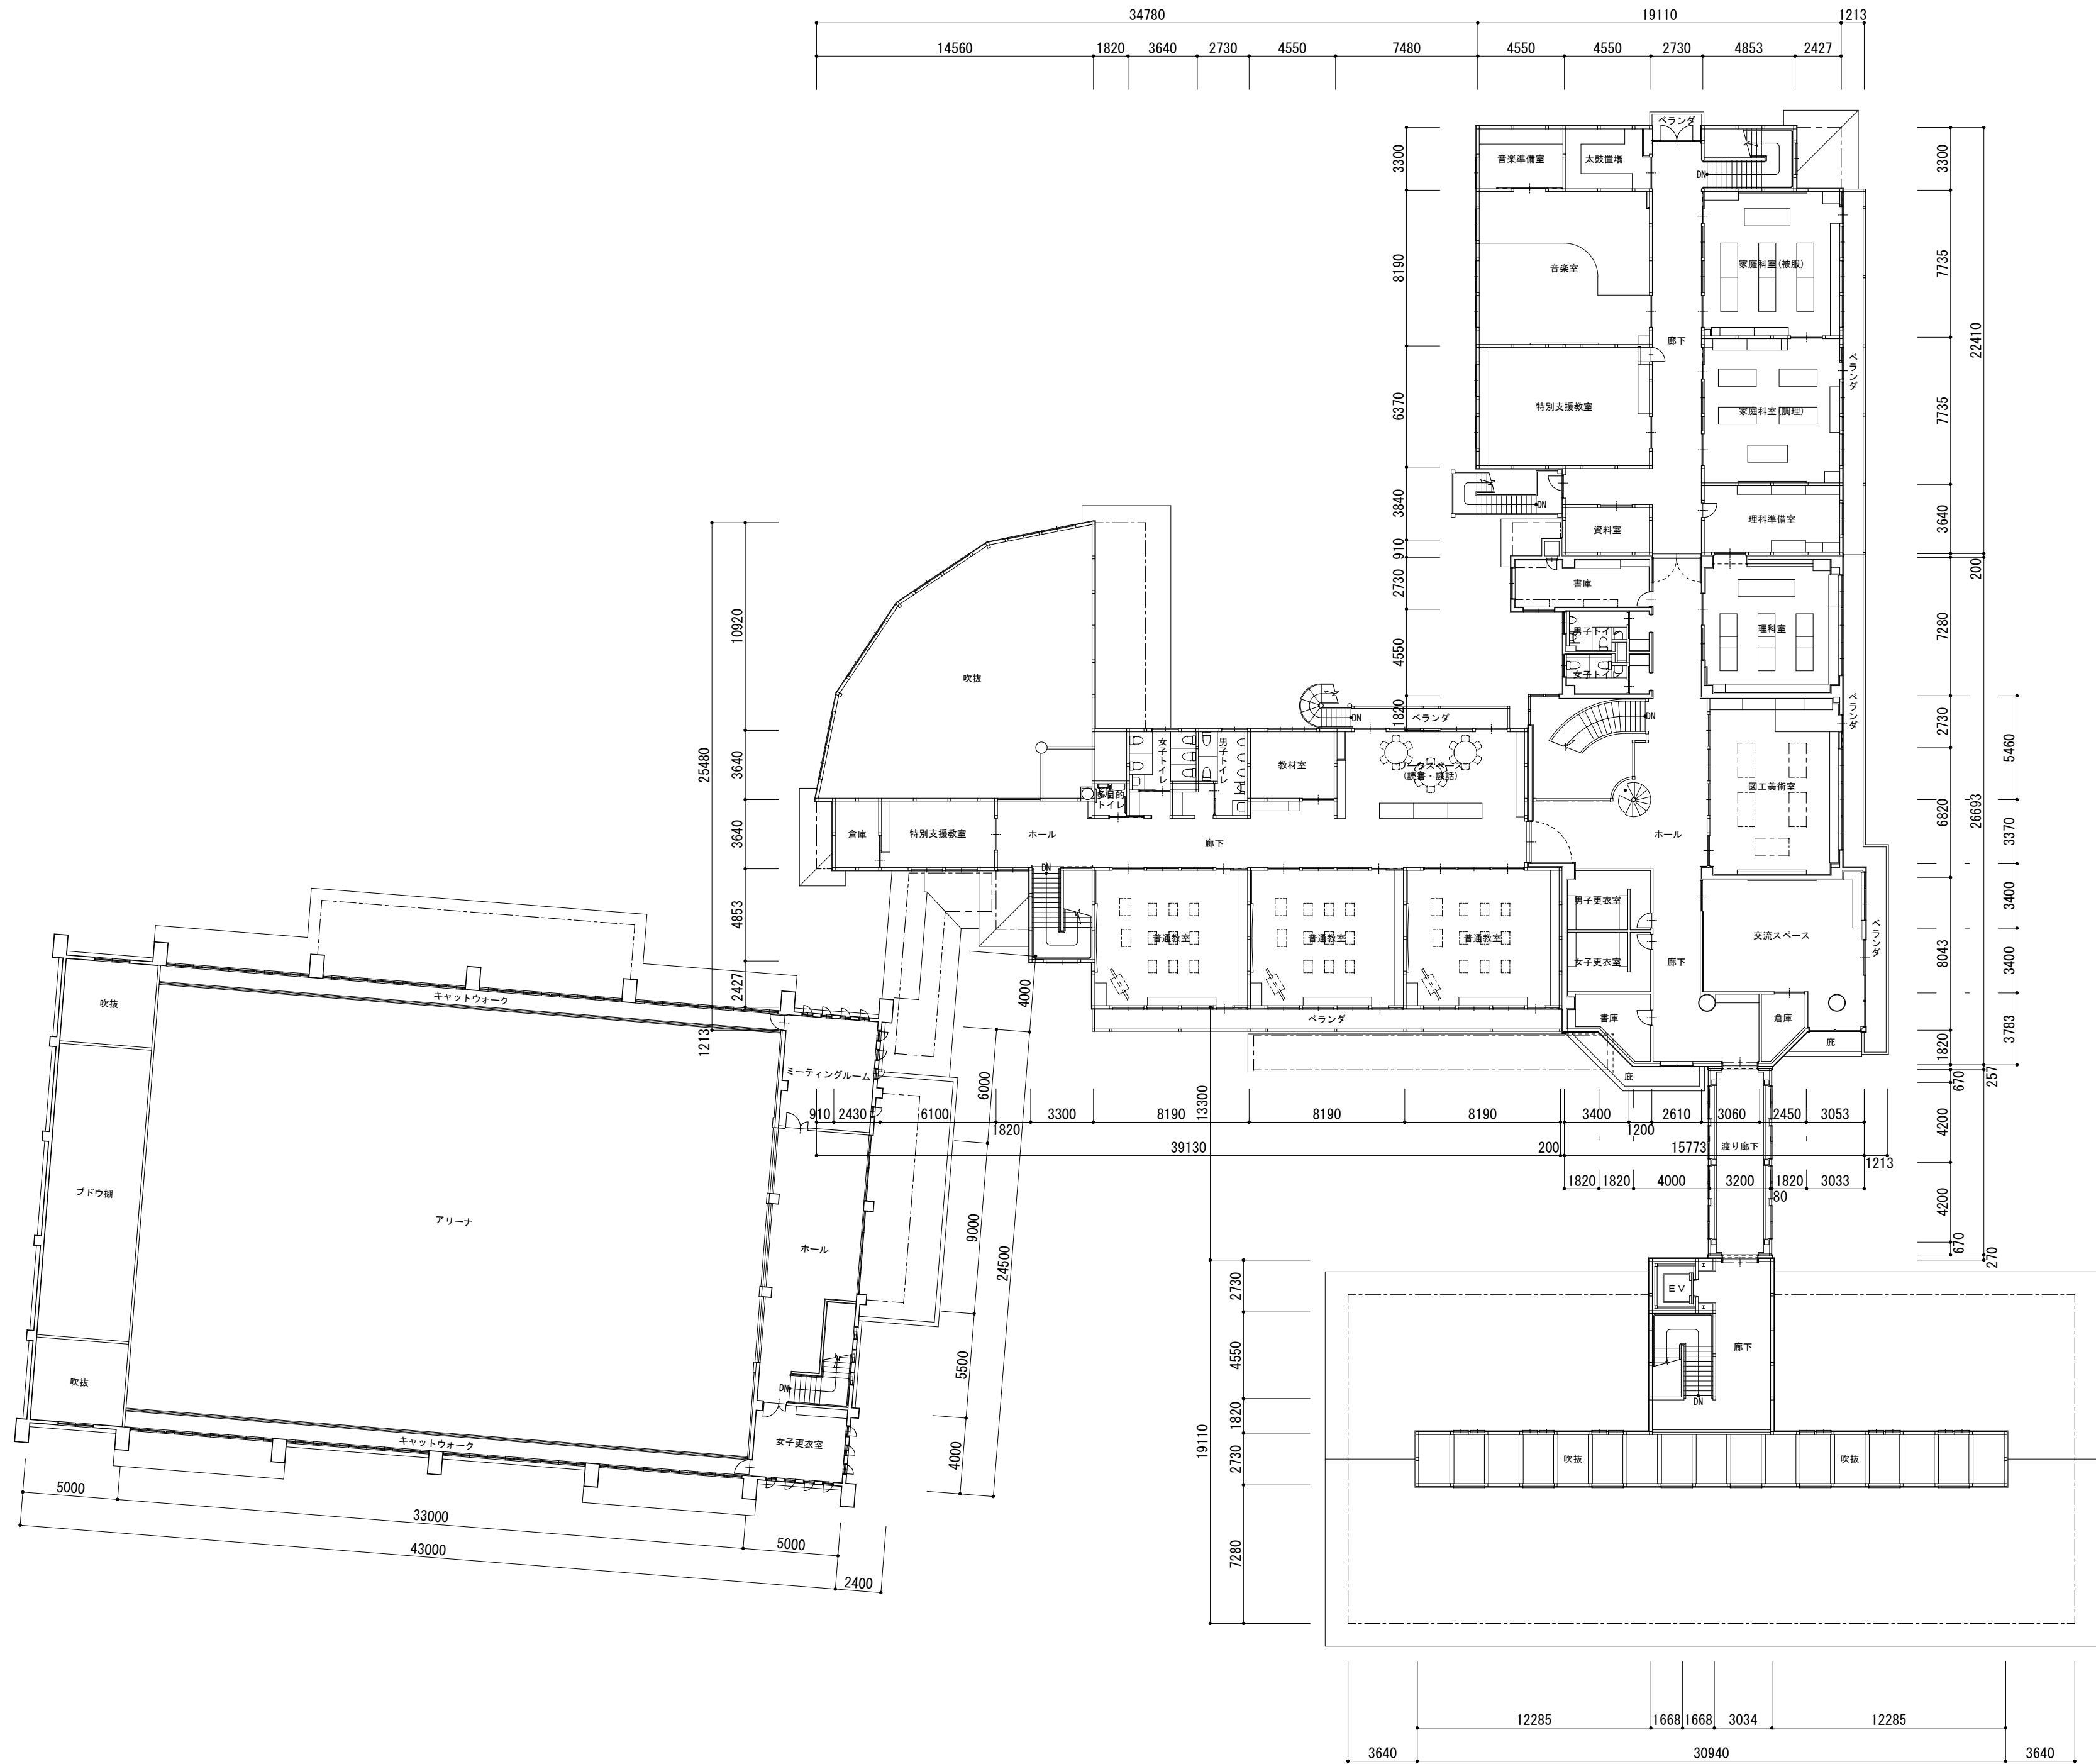 34780 19110 1213
14560 1820 3640 2730 4550 7480 4550 4550 2730 4853 2427
ベランダ
音楽準備室 太鼓置場
DN
3300 3300
8190 7735
音楽室 家庭科室(被服)
廊下
22410
ベランダ
6370 7735
特別支援教室 家庭科室(調理)
3840 3640
DN
資料室 理科準備室
910 200
2730
書庫
7280
男子トイレ 理科室
4550
女子トイレ
25480
10920
吹抜
1820
DN ベランダ DN
ベランダ
2730 5460
女子トイレ 男子トイレ
教材室
ワークスペース
(読書・談話)
3640
多目的
トイレ
図工美術室
26693
6820
3370
3640
倉庫 特別支援教室 ホール
廊下
ホール
DN
4853
男子更衣室
3400
普通教室 普通教室 普通教室
交流スペース
ベランダ
女子更衣室 廊下
8043
3400
2427
4000
書庫 倉庫
ベランダ
庇
1213
1820
3783
庇
670 257
吹抜
キャットウォーク
ミーティングルーム
6000
910 2430 6100 3300 8190 13300 8190 8190 3400 2610 3060 2450 3053
1820 1200
渡り廊下
4200
39130 200 15773
1213
1820 1820 4000 3200 1820 3033
80
ブドウ棚
アリーナ
ホール
9000
4200
24500
670
270
2730
EV
5500
4550
廊下
DN
吹抜
DN
1820
19110
キャットウォーク
女子更衣室
4000
2730
吹抜 吹抜
5000
33000
5000
43000
2400
7280
12285 1668 1668 3034 12285
3640 30940 3640